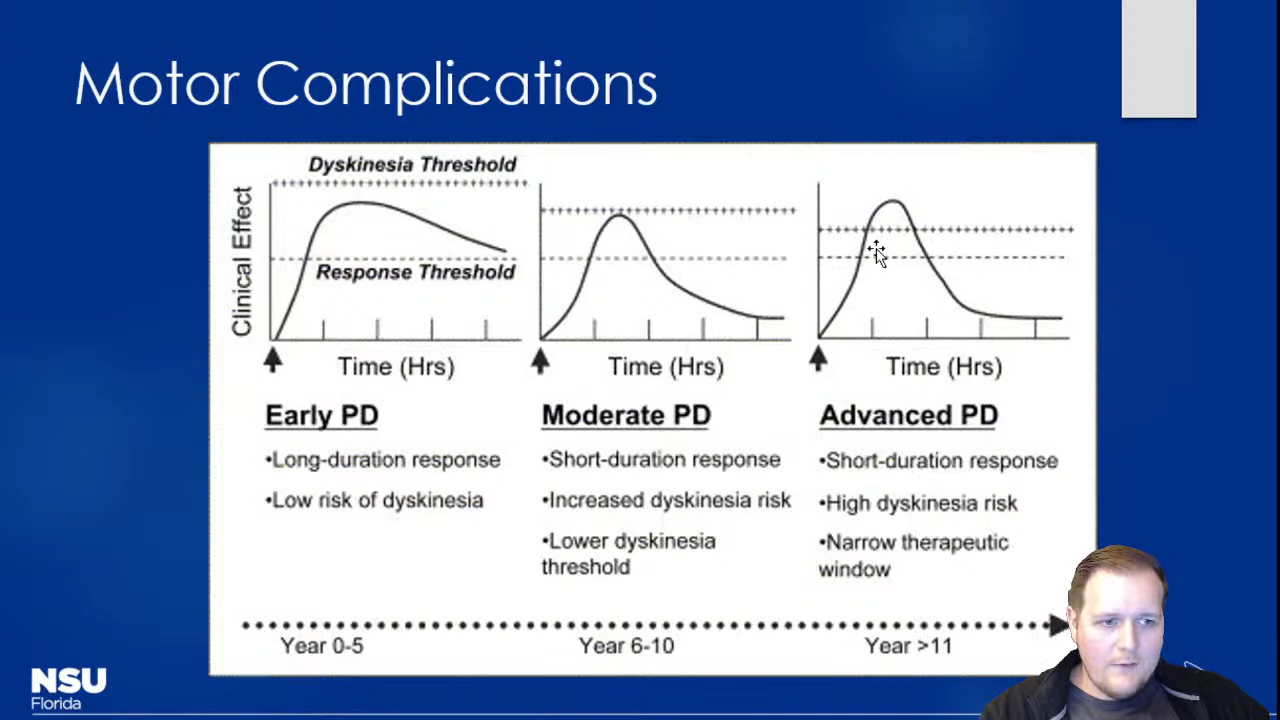 Motor Complications
Dyskinesia Threshold
Clinical Effect
Response Threshold
Time (Hrs)
Time (Hrs)
Time (Hrs)
Early PD
•Long-duration response
•Low risk of dyskinesia
Moderate PD
•Short-duration response
•Increased dyskinesia risk
•Lower dyskinesia
threshold
Advanced PD
•Short-duration response
•High dyskinesia risk
•Narrow therapeutic
window
Year 0-5
Year 6-10
Year >11
NSU
Florida